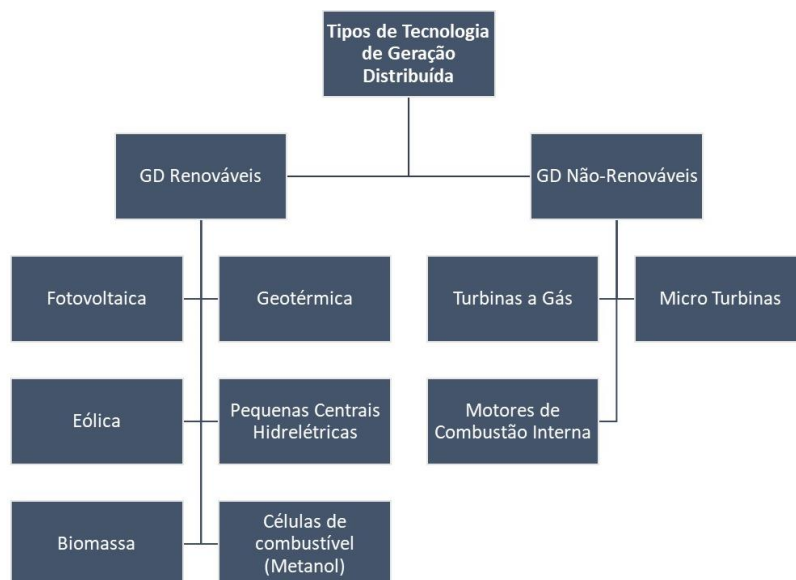 Tipos de Tecnologia
de Geração
Distribuída
GD Renováveis
GD Não-Renováveis
Fotovoltaica
Geotérmica
Turbinas a Gás
Micro Turbinas
Eólica
Pequenas Centrais
Hidrelétricas
Motores de
Combustão Interna
Biomassa
Células de
combustível
(Metanol)